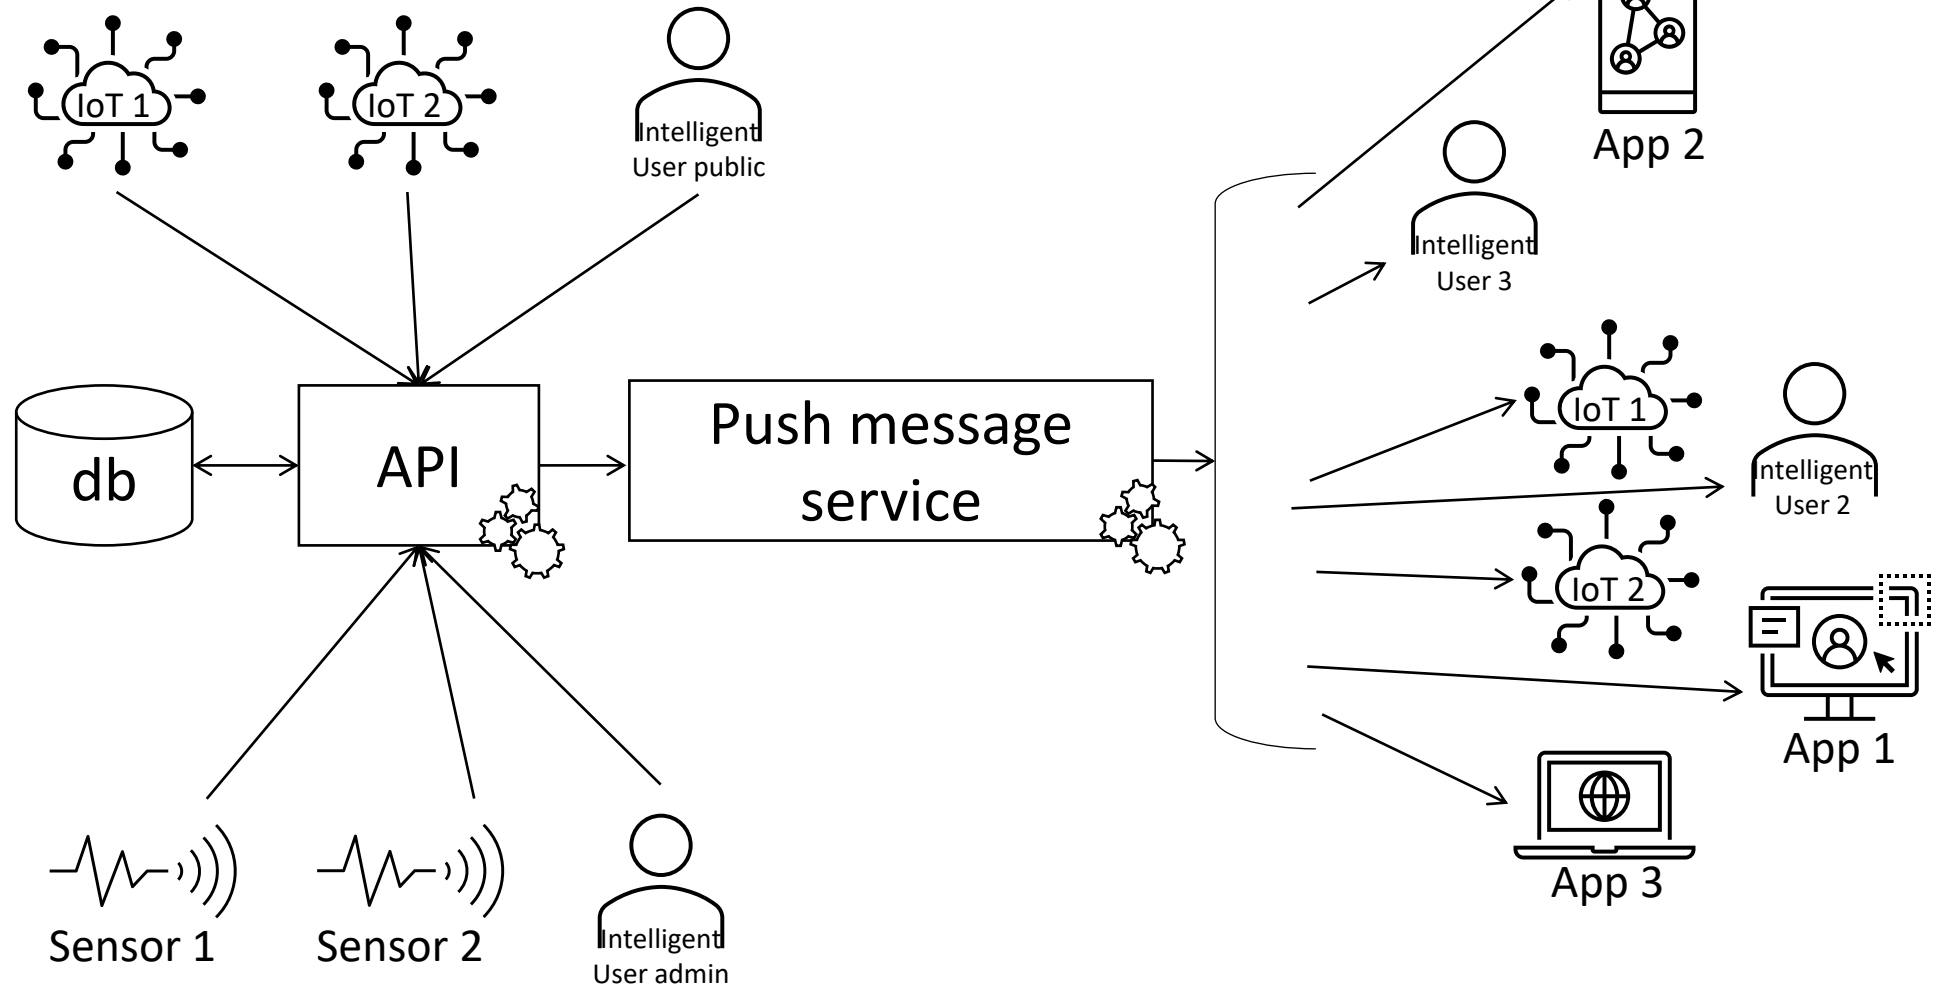 IoT 1
IoT 2
Intelligent
User public
App 2
Intelligent
User 3
db
API
Push message
service
IoT 1
Intelligent
User 2
IoT 2
App 1
App 3
Sensor 1
Sensor 2
Intelligent
User admin